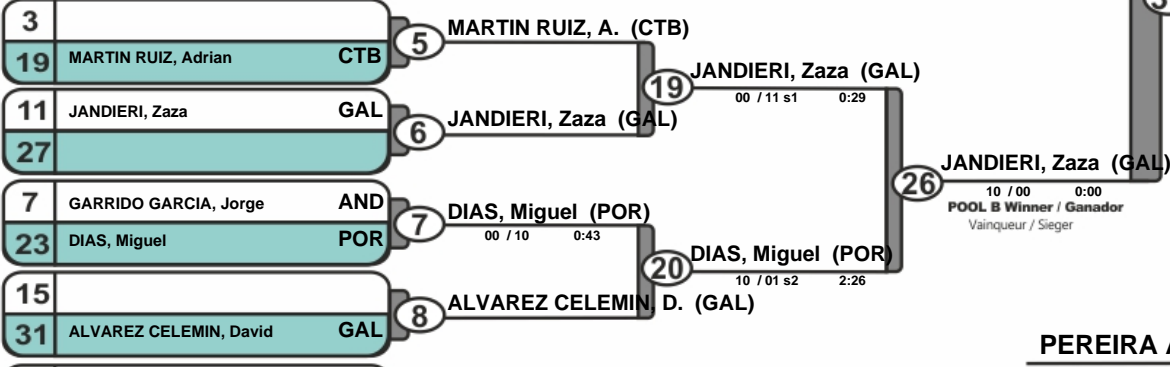 3
19 MARTIN RUIZ, Adrian CTB
11 JANDIERI, Zaza GAL
27
7 GARRIDO GARCIA, Jorge AND
23 DIAS, Miguel POR
15
31 ALVAREZ CELEMIN, David GAL
5 MARTIN RUIZ, A. (CTB)
6 JANDIERI, Zaza (GAL)
7 DIAS, Miguel (POR)
00 / 10 0:43
8 ALVAREZ CELEMIN, D. (GAL)
19 JANDIERI, Zaza (GAL)
00 / 11 s1 0:29
20 DIAS, Miguel (POR)
10 / 01 s2 2:26
26 JANDIERI, Zaza (GAL)
10 / 00 0:00
POOL B Winner / Ganador
Vainqueur / Sieger
PEREIRA